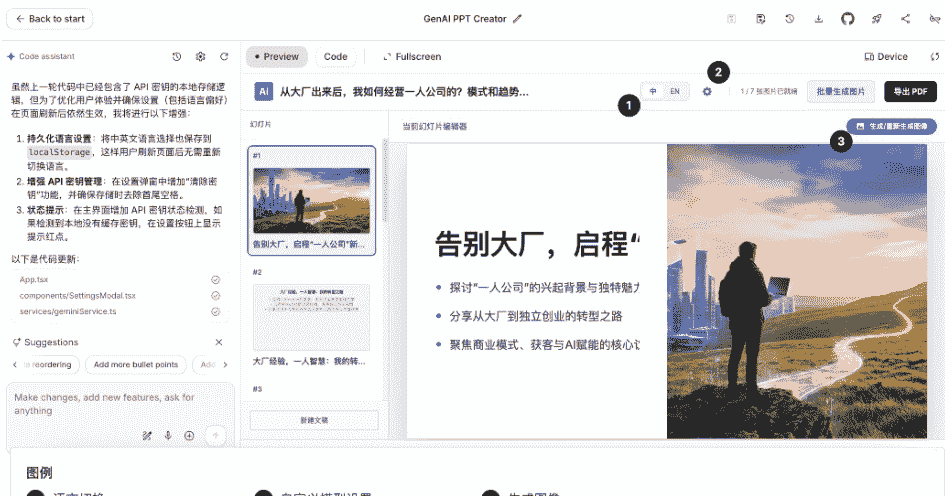 Back to start
GenAI PPT Creator
Code assistant
Preview
Code
Fullscreen
Device
虽然上一轮代码中已经包含了 API 密钥的本地存储逻
辑，但为了优化用户体验并确保设置（包括语言偏好）
在页面刷新后依然生效，我将进行以下增强：
1. 持久化语言设置：将中英文语言选择也保存到
localStorage，这样用户刷新页面后无需重新
切换语言。
2. 增强 API 密钥管理：在设置弹窗中增加“清除密
钥”功能，并确保存储时去除首尾空格。
3. 状态提示：在主界面增加 API 密钥状态检测，如
果检测到本地没有缓存密钥，在设置按钮上显示
提示红点。
以下是代码更新：
App.tsx
components/SettingsModal.tsx
services/geminiService.ts
Suggestions
reordering
Add more bullet points
Add
Make changes, add new features, ask for
anything
AI
从大厂出来后，我如何经营一人公司的？模式和趋势...
1
中
EN
2
1 / 7 张图片已就绪
批量生成图片
导出 PPT
幻灯片
当前幻灯片编辑器
生成/重新生成图像
3
#1
告别大厂，启程“一人公司”新...
#2
大厂经验，一人智慧：我的转...
#3
新建文稿
告别大厂，启程“
探讨“一人公司”的兴起背景与独特魅力
分享从大厂到独立创业的转型之路
聚焦商业模式、获客与AI赋能的核心议
图例